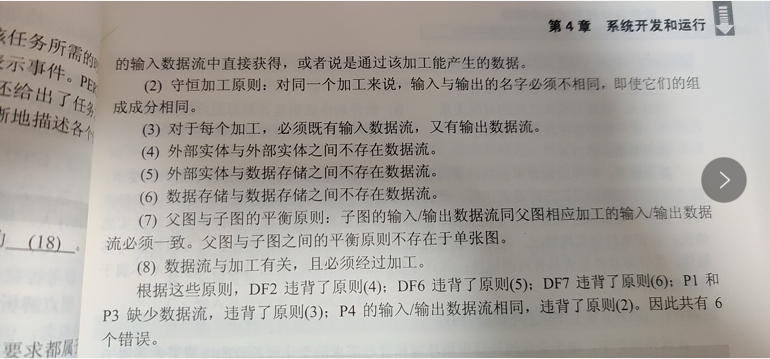 第4章 系统开发和运行
该任务所需的
表示事件。PE
还给出了任务
晰地描述各个
(18)。
要求都属
的输入数据流中直接获得，或者说是通过该加工能产生的数据。
(2) 守恒加工原则：对同一个加工来说，输入与输出的名字必须不相同，即使它们的组
成成分相同。
(3) 对于每个加工，必须既有输入数据流，又有输出数据流。
(4) 外部实体与外部实体之间不存在数据流。
(5) 外部实体与数据存储之间不存在数据流。
(6) 数据存储与数据存储之间不存在数据流。
(7) 父图与子图的平衡原则：子图的输入/输出数据流同父图相应加工的输入/输出数据
流必须一致。父图与子图之间的平衡原则不存在于单张图。
(8) 数据流与加工有关，且必须经过加工。
根据这些原则，DF2 违背了原则(4)；DF6 违背了原则(5)；DF7 违背了原则(6)；P1 和
P3 缺少数据流，违背了原则(3)；P4 的输入/输出数据流相同，违背了原则(2)。因此共有 6
个错误。